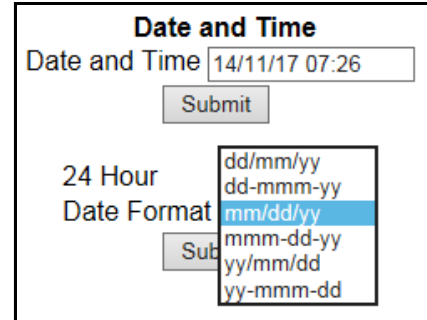 Date and Time
Date and Time 14/11/17 07:26
Submit
24 Hour
Date Format
dd/mm/yy
dd-mmm-yy
mm/dd/yy
mmm-dd-yy
yy/mm/dd
yy-mmm-dd
Sub